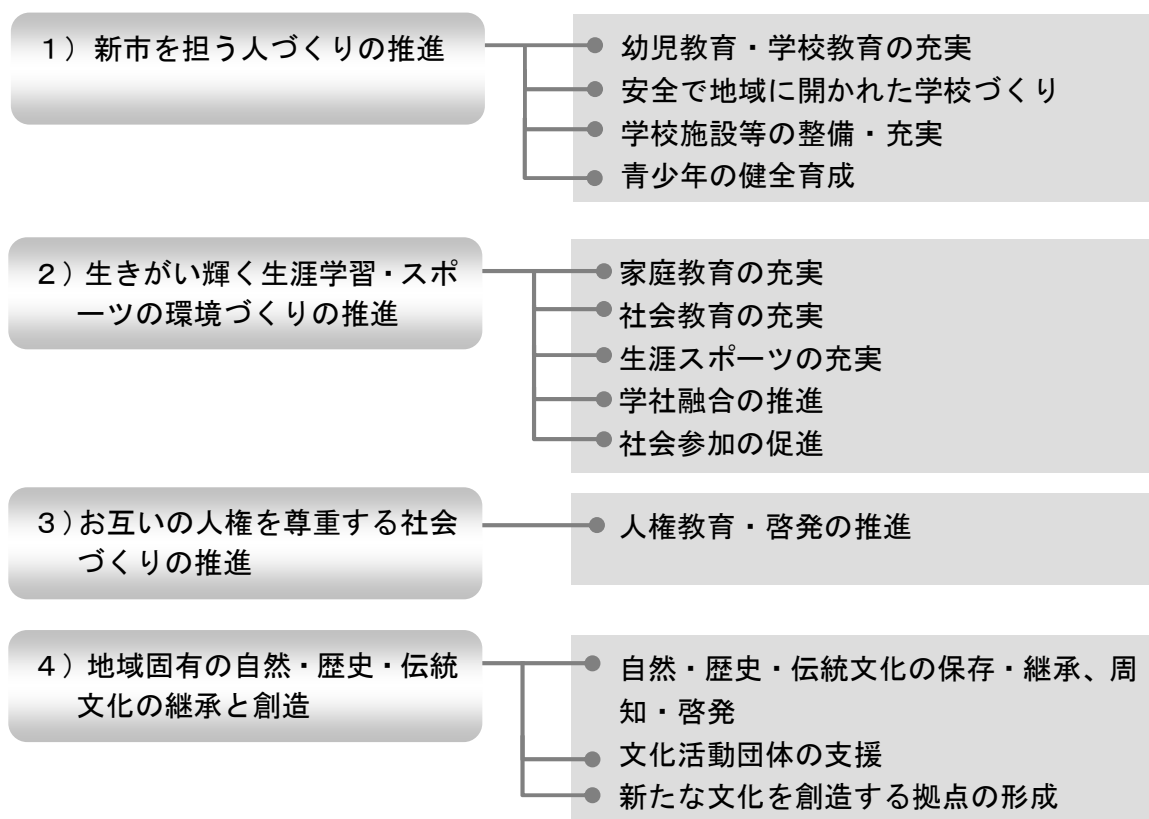 １）新市を担う人づくりの推進
幼児教育・学校教育の充実
安全で地域に開かれた学校づくり
学校施設等の整備・充実
青少年の健全育成
２）生きがい輝く生涯学習・スポ
ーツの環境づくりの推進
家庭教育の充実
社会教育の充実
生涯スポーツの充実
学社融合の推進
社会参加の促進
３）お互いの人権を尊重する社会
づくりの推進
人権教育・啓発の推進
４）地域固有の自然・歴史・伝統
文化の継承と創造
自然・歴史・伝統文化の保存・継承、周
知・啓発
文化活動団体の支援
新たな文化を創造する拠点の形成